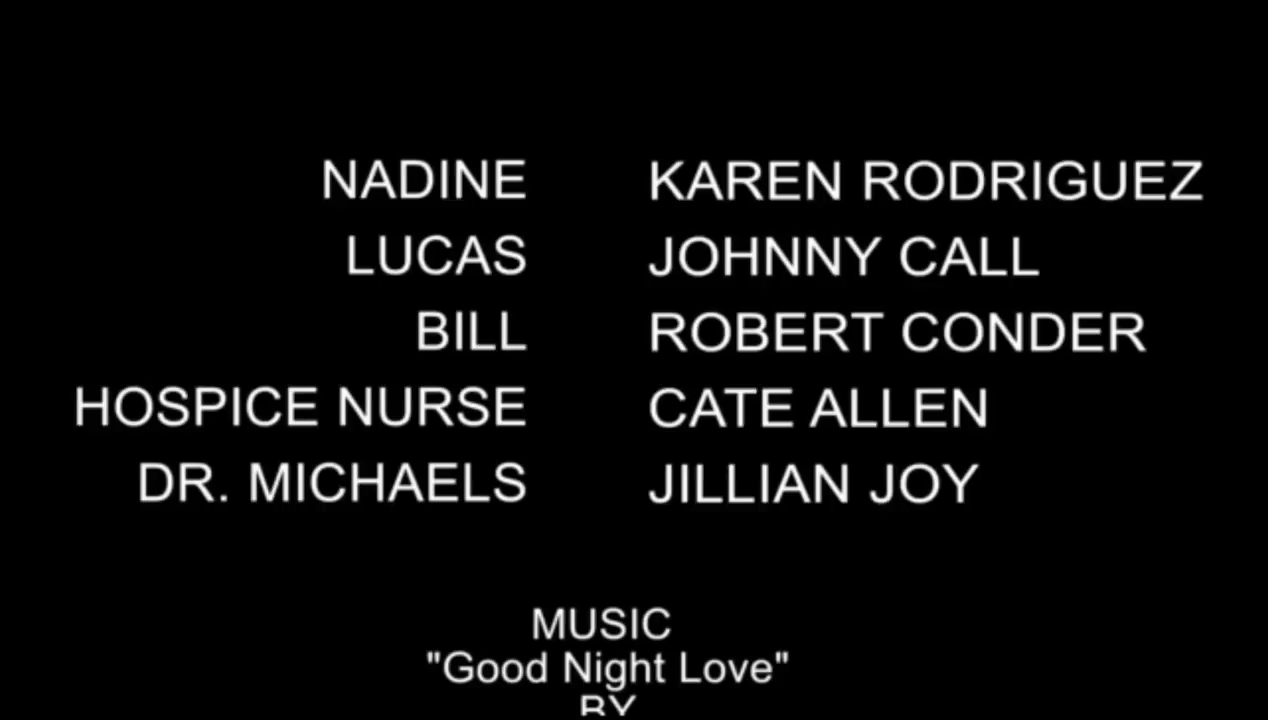 NADINE KAREN RODRIGUEZ
LUCAS JOHNNY CALL
BILL ROBERT CONDER
HOSPICE NURSE CATE ALLEN
DR. MICHAELS JILLIAN JOY
MUSIC
"Good Night Love"
BY